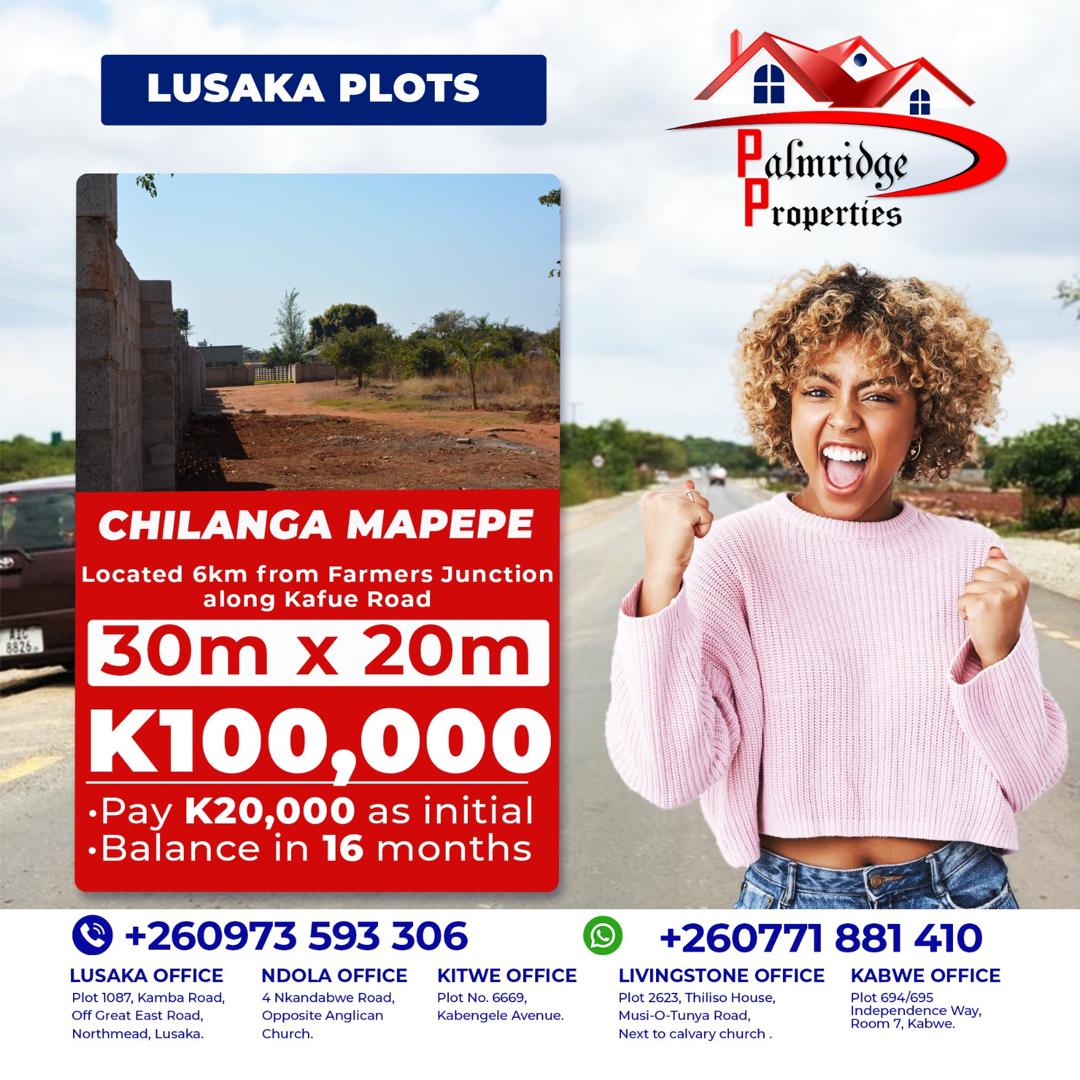 LUSAKA PLOTS
Palmridge
Properties
CHILANGA MAPEPE
Located 6km from Farmers Junction
along Kafue Road
30m x 20m
K100,000
•Pay K20,000 as initial
•Balance in 16 months
AIC
8826
+260973 593 306
+260771 881 410
LUSAKA OFFICE
Plot 1087, Kamba Road,
Off Great East Road,
Northmead, Lusaka.
NDOLA OFFICE
4 Nkandabwe Road,
Opposite Anglican
Church.
KITWE OFFICE
Plot No. 6669,
Kabengele Avenue.
LIVINGSTONE OFFICE
Plot 2623, Thiliso House,
Musi-O-Tunya Road,
Next to calvary church .
KABWE OFFICE
Plot 694/695
Independence Way,
Room 7, Kabwe.